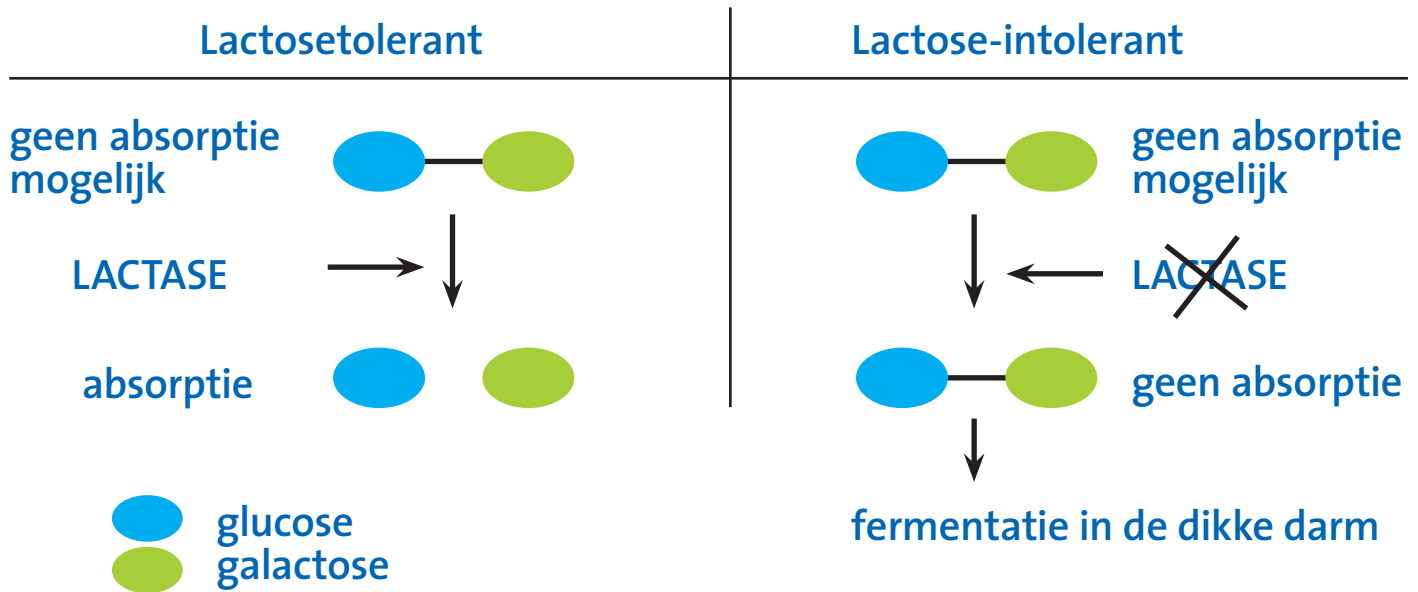 Lactosetolerant
Lactose-intolerant
geen absorptie
mogelijk
geen absorptie
mogelijk
LACTASE
LACTASE
absorptie
geen absorptie
fermentatie in de dikke darm
glucose
galactose